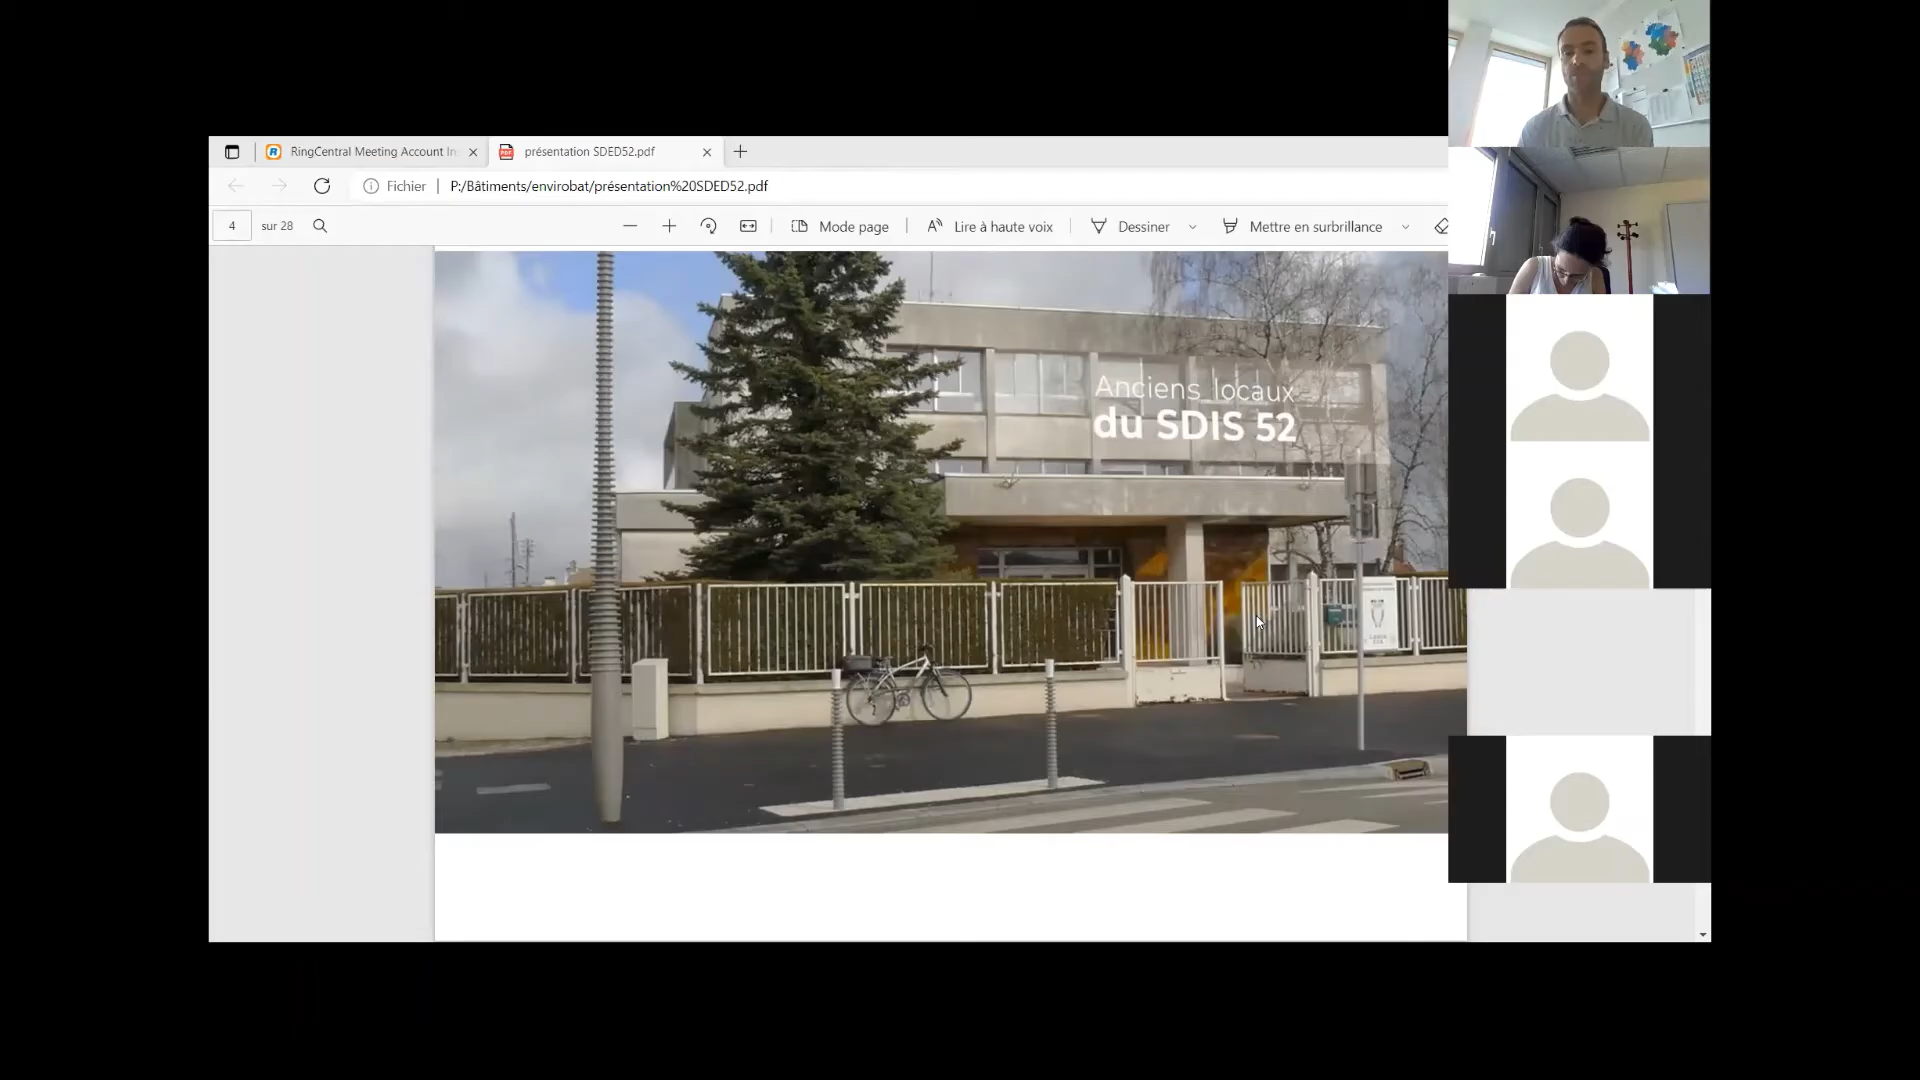 RingCentral Meeting Account In
présentation SDED52.pdf
Fichier
P:/Bâtiments/envirobat/présentation%20SDED52.pdf
4 sur 28
Mode page
Lire à haute voix
Dessiner
Mettre en surbrillance
Anciens locaux
du SDIS 52